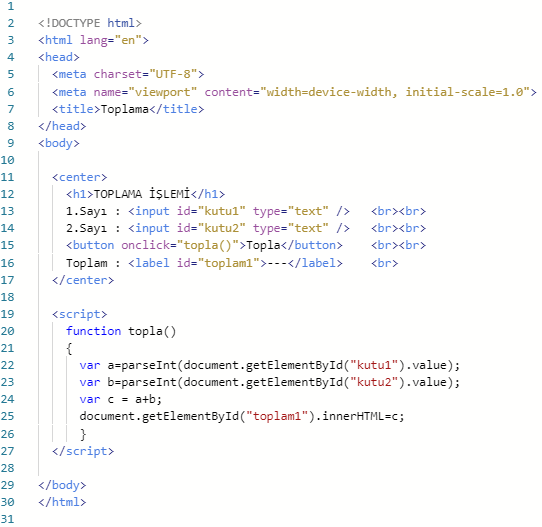 1
2 <!DOCTYPE html>
3 <html lang="en">
4 <head>
5 <meta charset="UTF-8">
6 <meta name="viewport" content="width=device-width, initial-scale=1.0">
7 <title>Toplama</title>
8 </head>
9 <body>
10
11 <center>
12 <h1>TOPLAMA İŞLEMİ</h1>
13 1.Sayı : <input id="kutu1" type="text" /> <br><br>
14 2.Sayı : <input id="kutu2" type="text" /> <br><br>
15 <button onclick="topla()">Topla</button> <br><br>
16 Toplam : <label id="toplam1">---</label> <br>
17 </center>
18
19 <script>
20 function topla()
21 {
22 var a=parseInt(document.getElementById("kutu1").value);
23 var b=parseInt(document.getElementById("kutu2").value);
24 var c = a+b;
25 document.getElementById("toplam1").innerHTML=c;
26 }
27 </script>
28
29 </body>
30 </html>
31